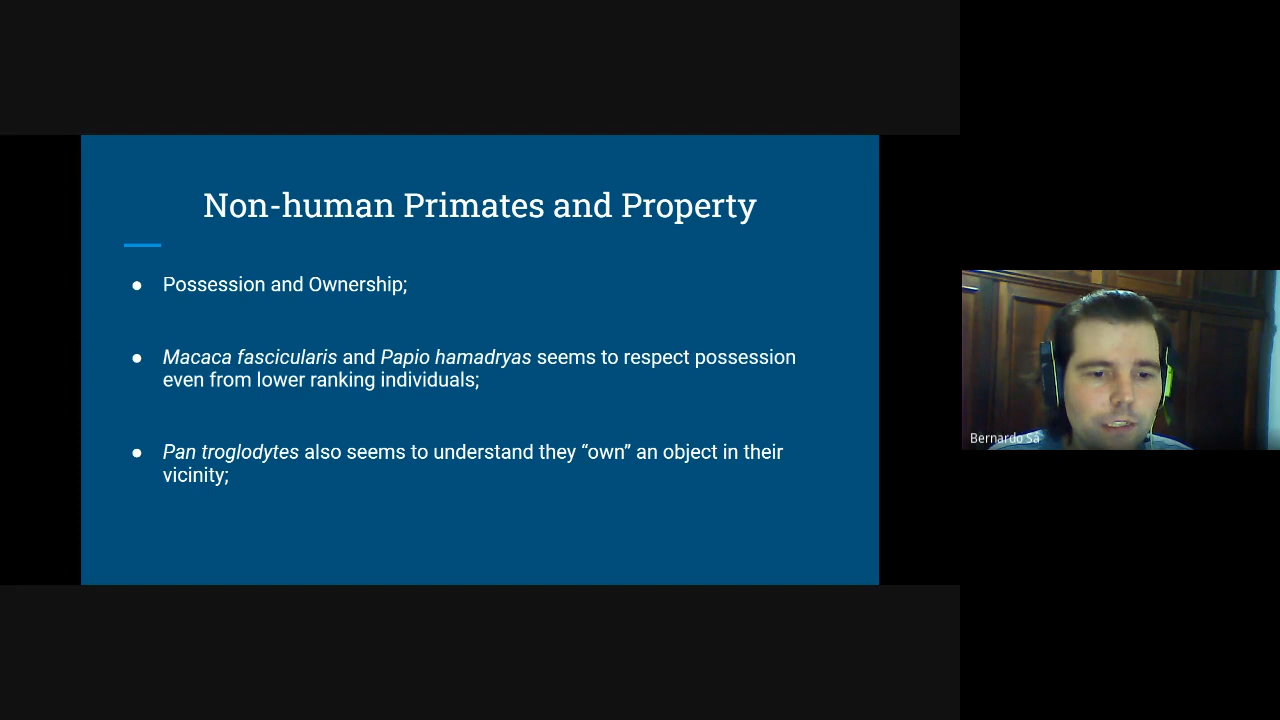 Non-human Primates and Property
● Possession and Ownership;
● Macaca fascicularis and Papio hamadryas seems to respect possession
even from lower ranking individuals;
● Pan troglodytes also seems to understand they “own” an object in their
vicinity;
Bernardo Sá